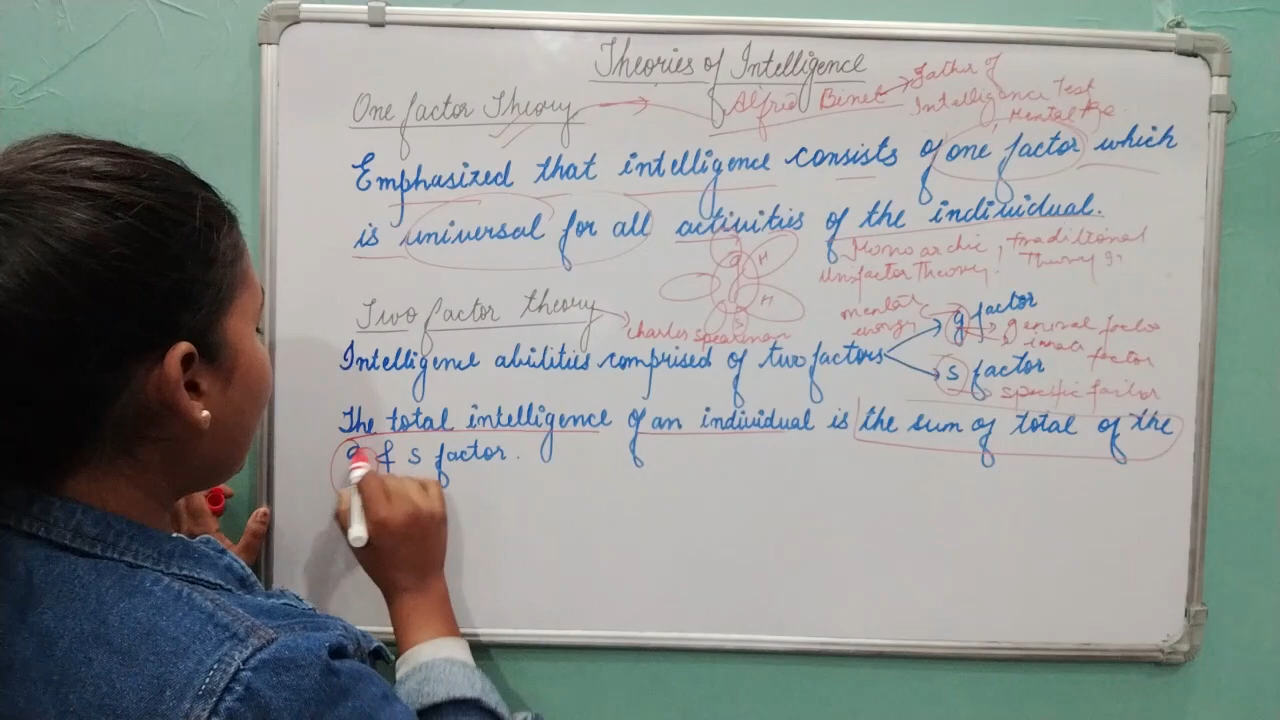 Theories of Intelligence
One factor Theory → Alfred Binet → Father of
Intelligence Test
, Mental Age.
Emphasized that intelligence consists of one factor which
is universal for all activities of the individual.
Monoarchic, Traditional
Unifactor Theory. Theory
g H
H
s
Two factor theory → Charles Spearman
mental
energy
g factor
general factor
innate factor
Intelligence abilities comprised of two factors
s factor
specific factor
The total intelligence of an individual is the sum of total of the
g & s factor.